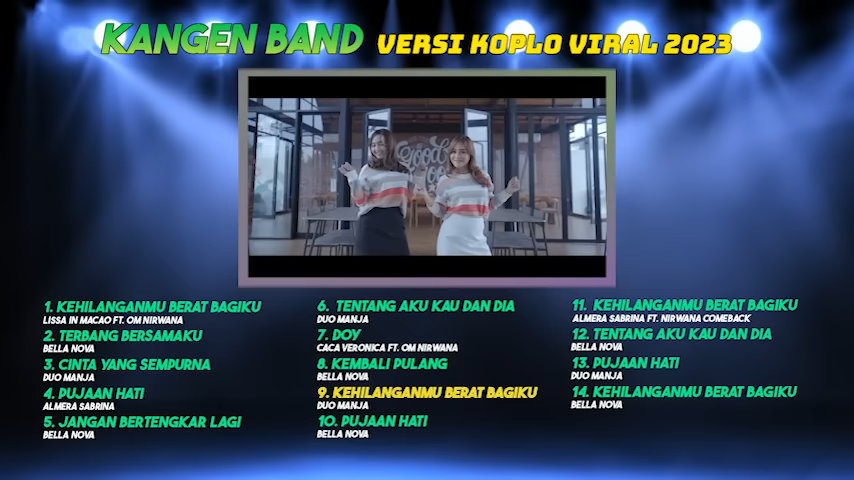 KANGEN BAND VERSI KOPLO VIRAL 2023
Good
1. KEHILANGANMU BERAT BAGIKU
LISSA IN MACAO FT. OM NIRWANA
2. TERBANG BERSAMAKU
BELLA NOVA
3. CINTA YANG SEMPURNA
DUO MANJA
4. PUJAAN HATI
ALMERA SABRINA
5. JANGAN BERTENGKAR LAGI
BELLA NOVA
6. TENTANG AKU KAU DAN DIA
DUO MANJA
7. DOY
CACA VERONICA FT. OM NIRWANA
8. KEMBALI PULANG
BELLA NOVA
9. KEHILANGANMU BERAT BAGIKU
DUO MANJA
10. PUJAAN HATI
BELLA NOVA
11. KEHILANGANMU BERAT BAGIKU
ALMERA SABRINA FT. NIRWANA COMEBACK
12. TENTANG AKU KAU DAN DIA
BELLA NOVA
13. PUJAAN HATI
DUO MANJA
14. KEHILANGANMU BERAT BAGIKU
BELLA NOVA